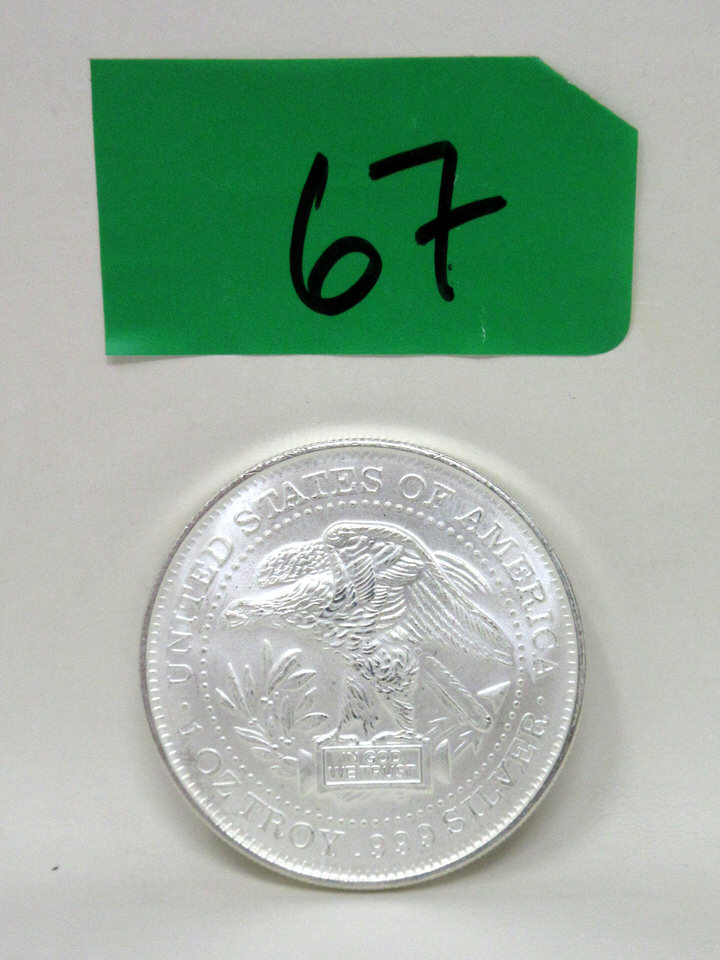 67
· UNITED STATES OF AMERICA ·
IN GOD
WE TRUST
1 OZ TROY .999 SILVER